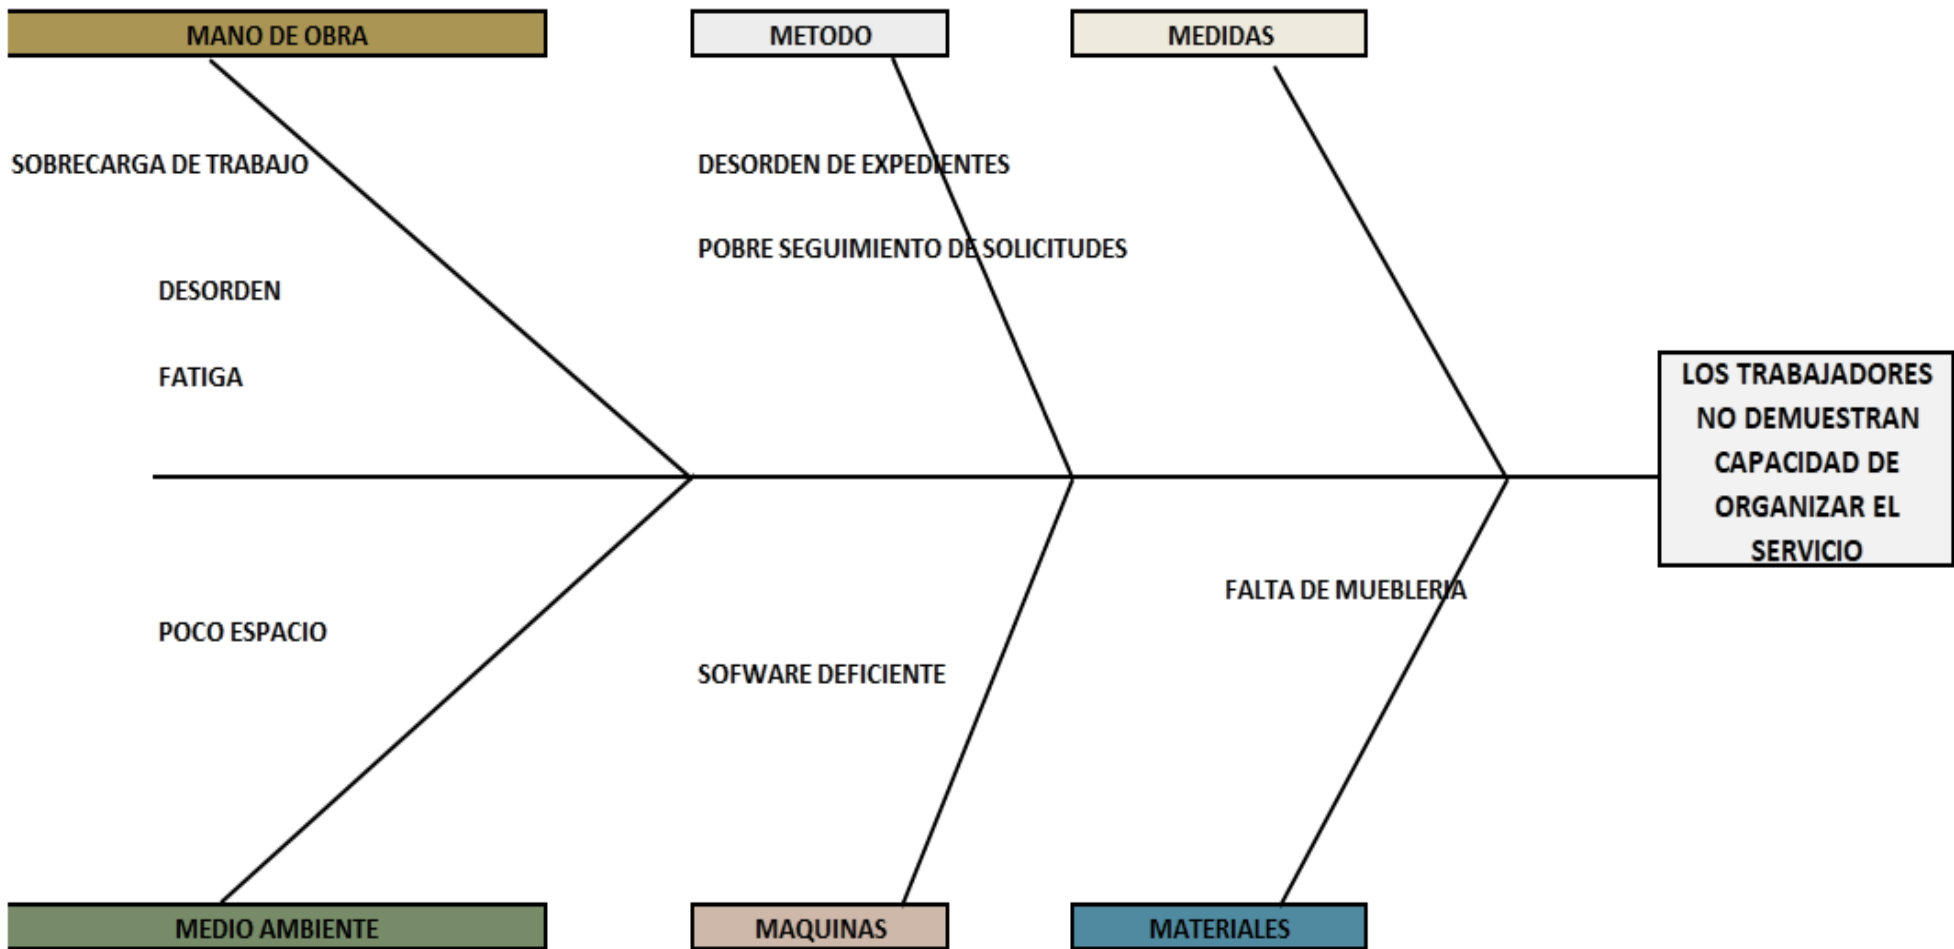 MANO DE OBRA
METODO
MEDIDAS
SOBRECARGA DE TRABAJO
DESORDEN DE EXPEDIENTES
POBRE SEGUIMIENTO DE SOLICITUDES
DESORDEN
FATIGA
LOS TRABAJADORES
NO DEMUESTRAN
CAPACIDAD DE
ORGANIZAR EL
SERVICIO
FALTA DE MUEBLERIA
POCO ESPACIO
SOFWARE DEFICIENTE
MEDIO AMBIENTE
MAQUINAS
MATERIALES